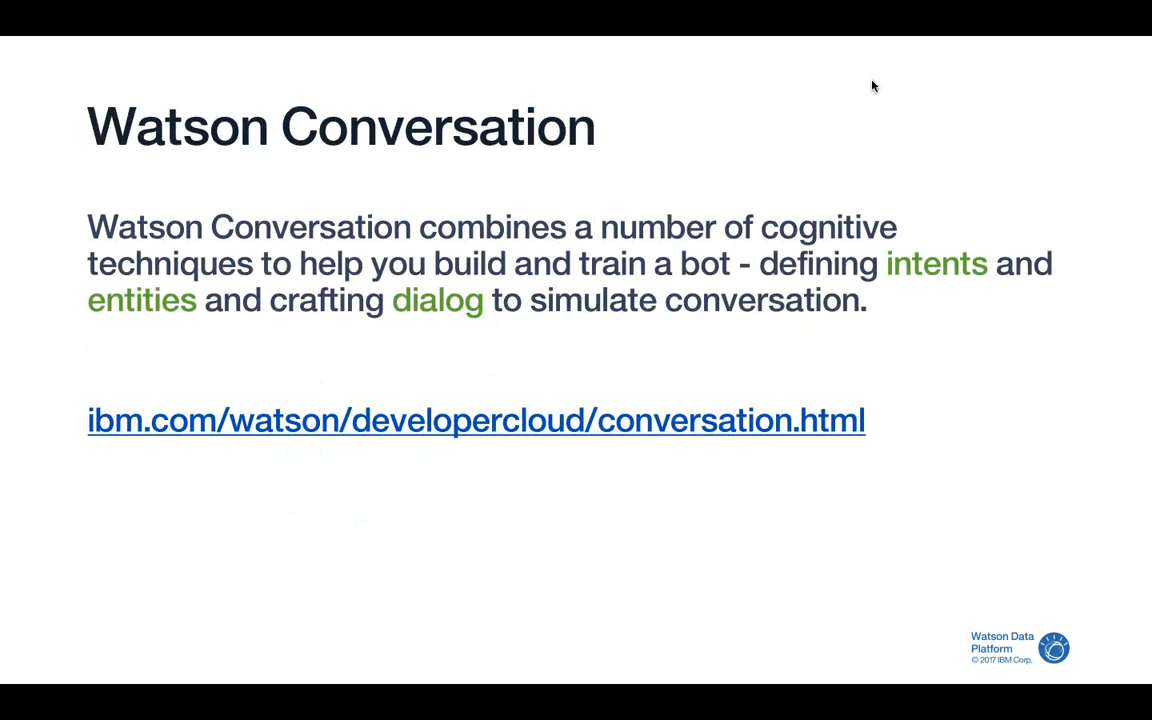 Watson Conversation
Watson Conversation combines a number of cognitive
techniques to help you build and train a bot - defining intents and
entities and crafting dialog to simulate conversation.
ibm.com/watson/developercloud/conversation.html
Watson Data
Platform
© 2017 IBM Corp.